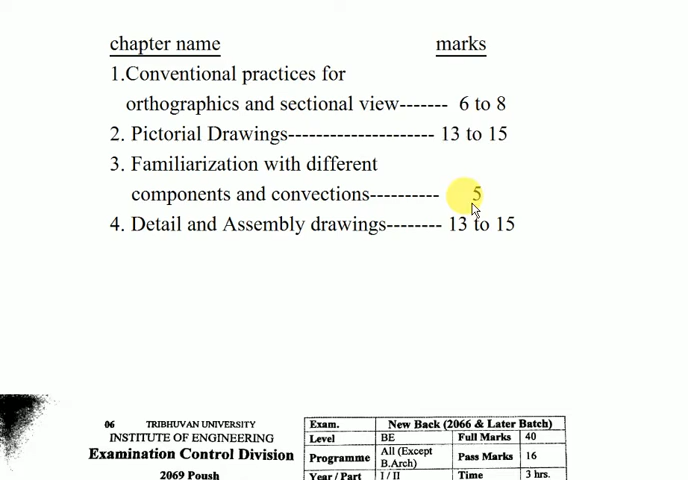 chapter name marks
1.Conventional practices for
orthographics and sectional view------- 6 to 8
2. Pictorial Drawings--------------------- 13 to 15
3. Familiarization with different
components and convections---------- 5
4. Detail and Assembly drawings-------- 13 to 15
06 TRIBHUVAN UNIVERSITY
INSTITUTE OF ENGINEERING
Examination Control Division
2069 Poush
Exam. New Back (2066 & Later Batch)
Level BE Full Marks 40
Programme All (Except B.Arch) Pass Marks 16
Year/Part I / II Time 3 hrs.